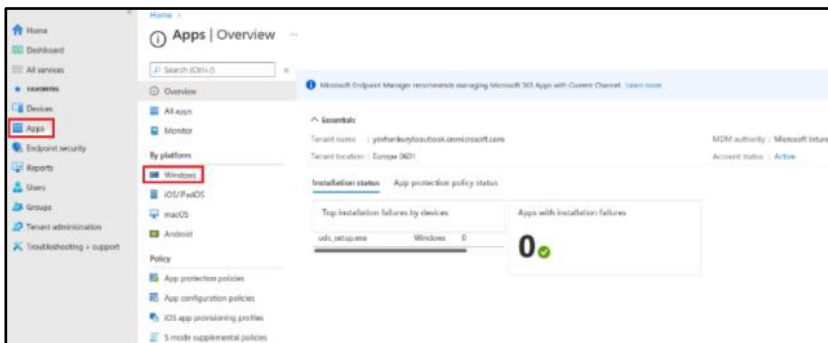 Home >
Apps | Overview ...
Home
Dashboard
All services
FAVORITES
Devices
Apps
Endpoint security
Reports
Users
Groups
Tenant administration
Troubleshooting + support
Search (Ctrl+/)
«
Overview
All apps
Monitor
By platform
Windows
iOS/iPadOS
macOS
Android
Policy
App protection policies
App configuration policies
iOS app provisioning profiles
S mode supplemental policies
Microsoft Endpoint Manager recommends managing Microsoft 365 Apps with Current Channel. Learn more
Essentials
Tenant name :
Tenant location : Europe 0601
MDM authority : Microsoft Intune
Account status : Active
Installation status App protection policy status
Top installation failures by devices
udc_setup.exe Windows 0
Apps with installation failures
0